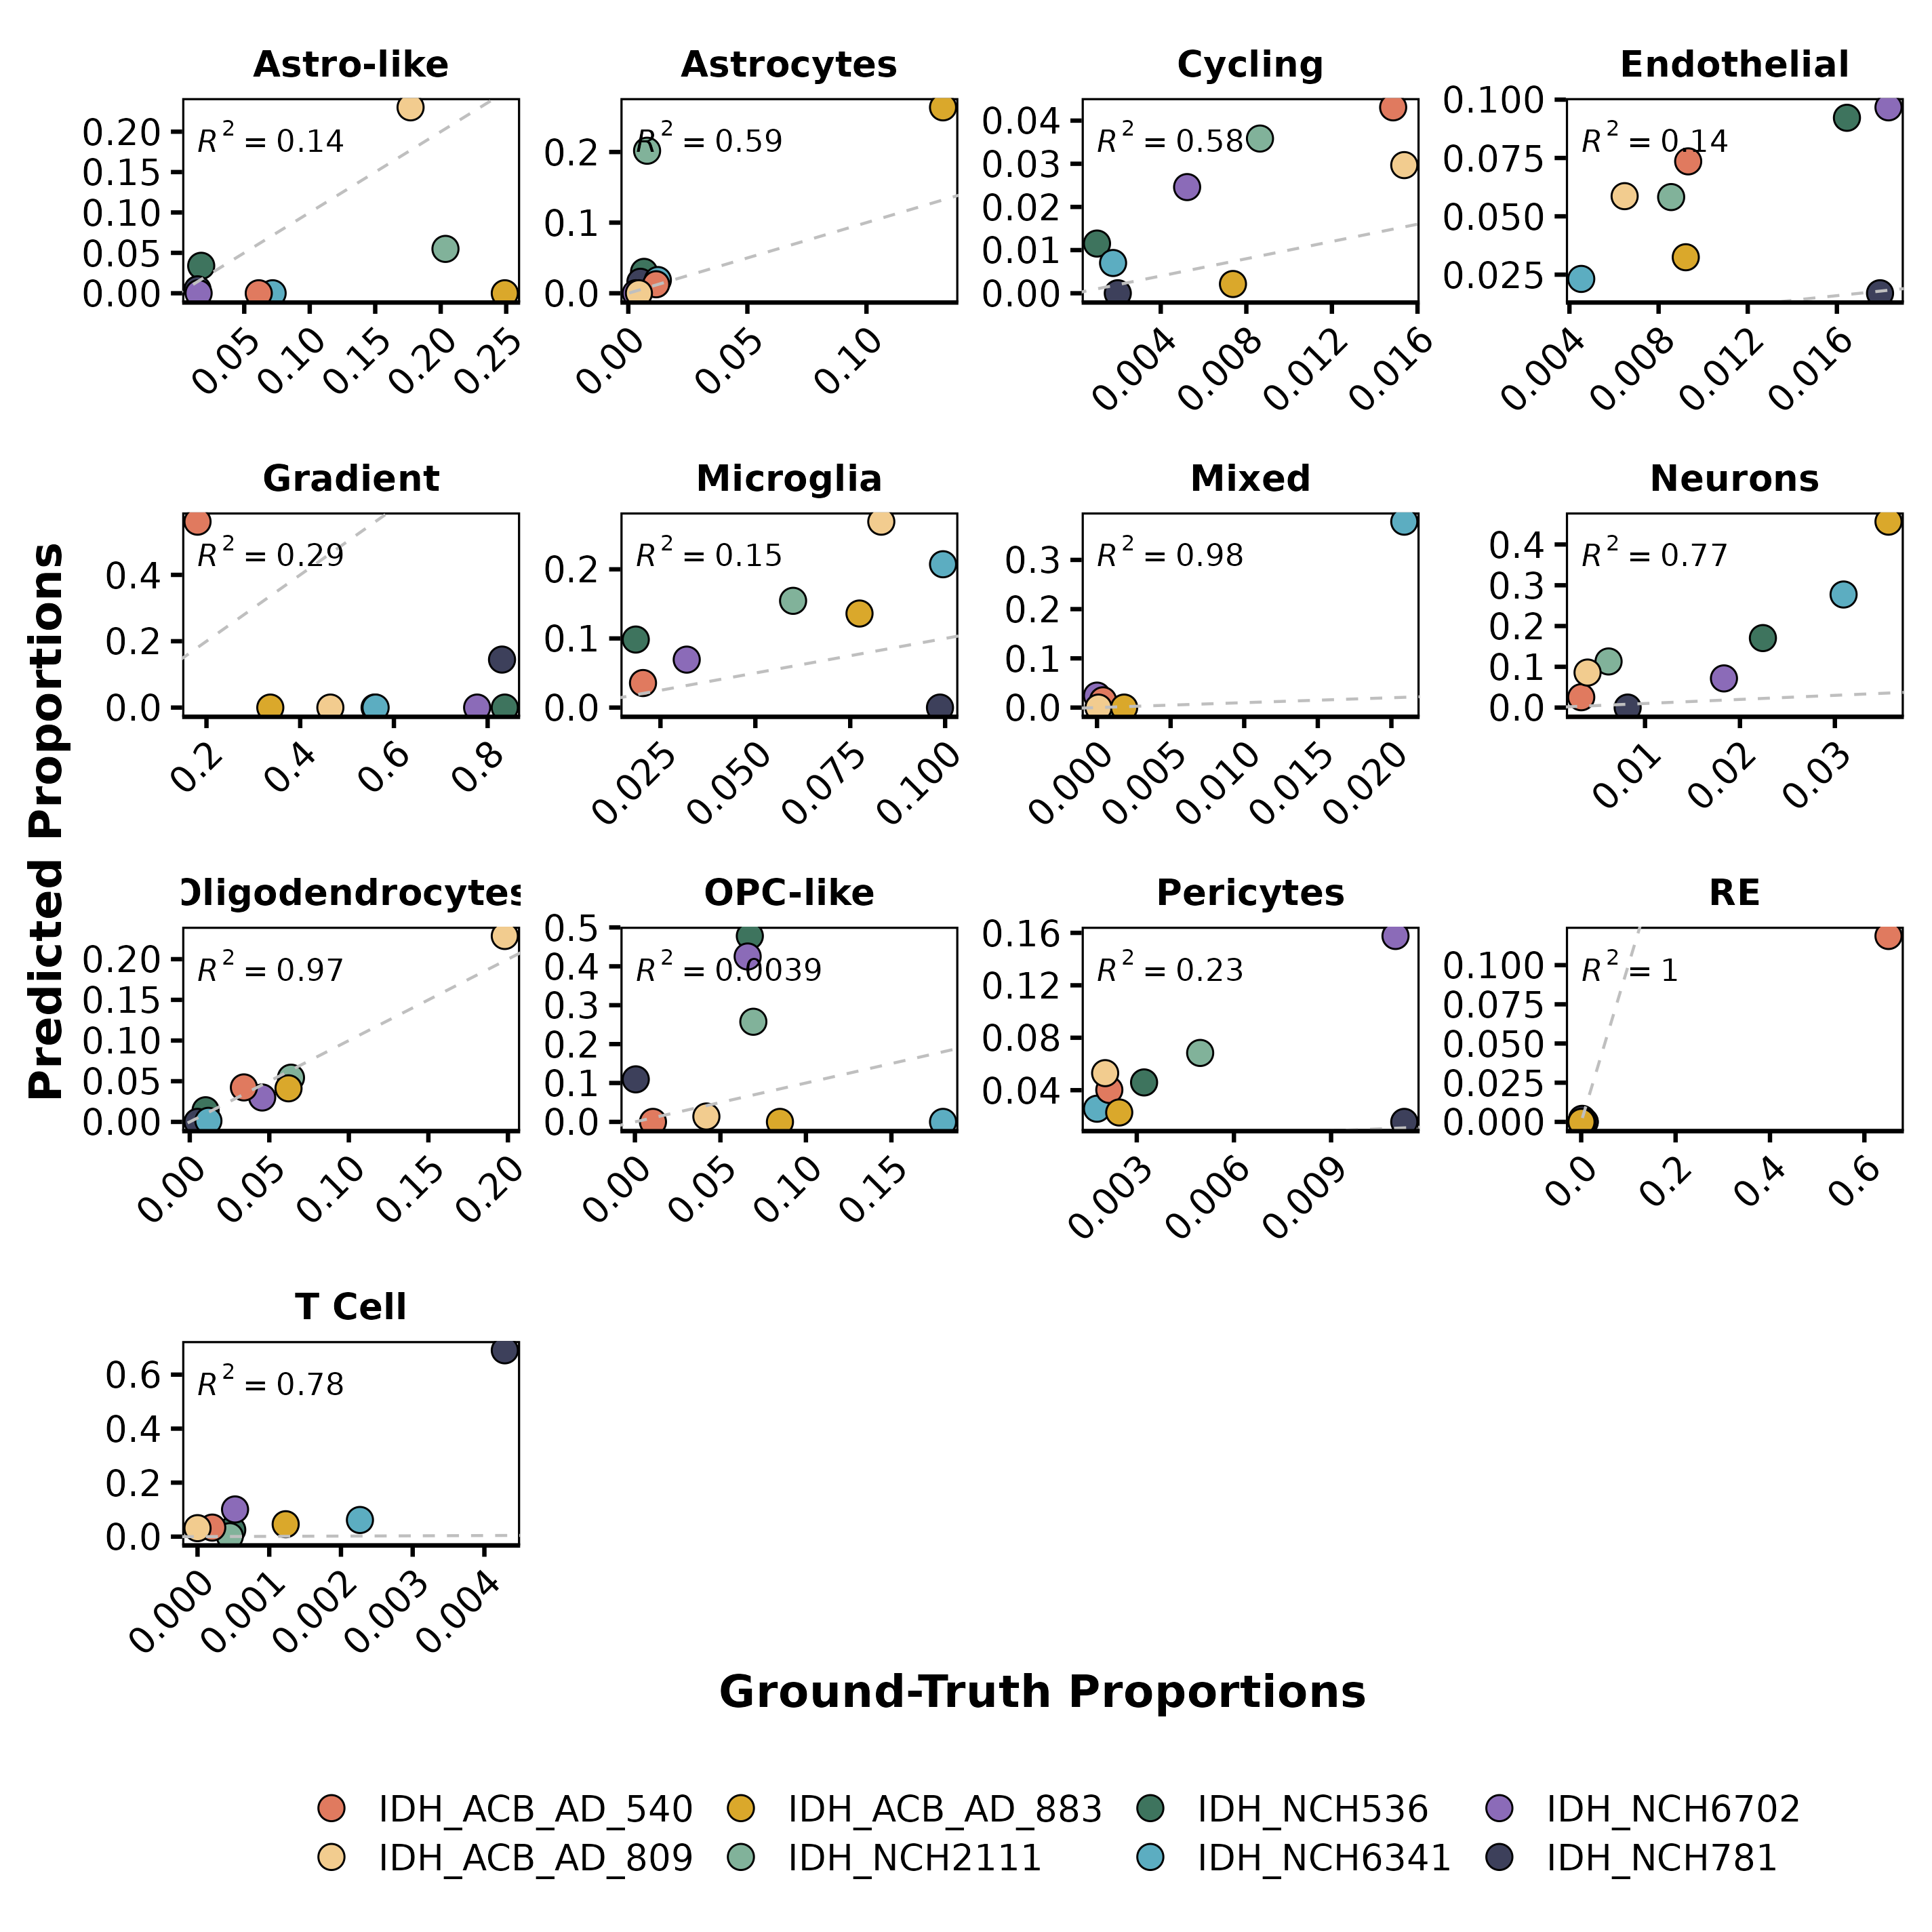 Astro-like Astrocytes Cycling Endothelial
R² = 0.14 R² = 0.59 R² = 0.58 R² = 0.14
0.20 0.15 0.10 0.05 0.00
0.2 0.1 0.0
0.04 0.03 0.02 0.01 0.00
0.100 0.075 0.050 0.025
0.05 0.10 0.15 0.20 0.25
0.00 0.05 0.10
0.004 0.008 0.012 0.016
0.004 0.008 0.012 0.016
Gradient Microglia Mixed Neurons
R² = 0.29 R² = 0.15 R² = 0.98 R² = 0.77
0.4 0.2 0.0
0.2 0.1 0.0
0.3 0.2 0.1 0.0
0.4 0.3 0.2 0.1 0.0
0.2 0.4 0.6 0.8
0.025 0.050 0.075 0.100
0.000 0.005 0.010 0.015 0.020
0.01 0.02 0.03
Predicted Proportions
Oligodendrocytes OPC-like Pericytes RE
R² = 0.97 R² = 0.0039 R² = 0.23 R² = 1
0.20 0.15 0.10 0.05 0.00
0.5 0.4 0.3 0.2 0.1 0.0
0.16 0.12 0.08 0.04
0.100 0.075 0.050 0.025 0.000
0.00 0.05 0.10 0.15 0.20
0.00 0.05 0.10 0.15
0.003 0.006 0.009
0.0 0.2 0.4 0.6
T Cell
R² = 0.78
0.6 0.4 0.2 0.0
0.000 0.001 0.002 0.003 0.004
Ground-Truth Proportions
IDH_ACB_AD_540 IDH_ACB_AD_883 IDH_NCH536 IDH_NCH6702
IDH_ACB_AD_809 IDH_NCH2111 IDH_NCH6341 IDH_NCH781